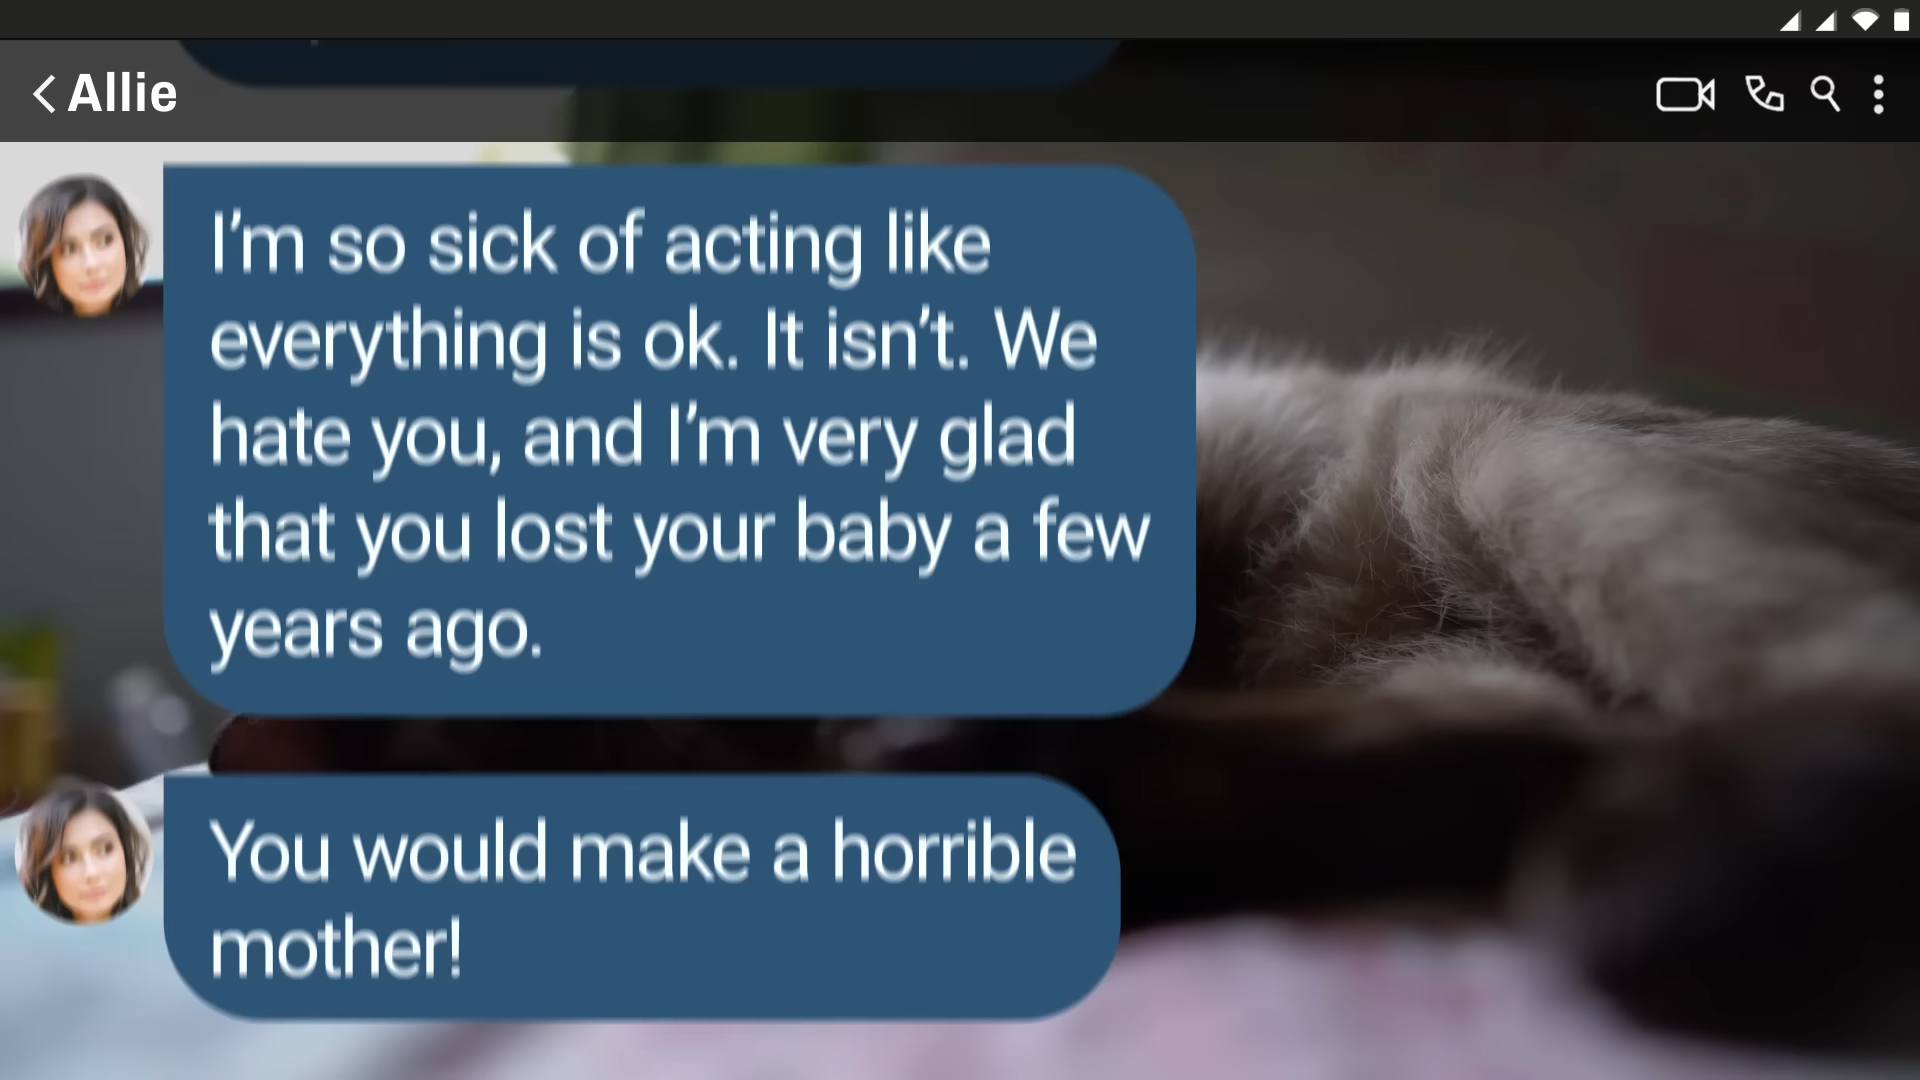 Allie
I’m so sick of acting like
everything is ok. It isn’t. We
hate you, and I’m very glad
that you lost your baby a few
years ago.
You would make a horrible
mother!